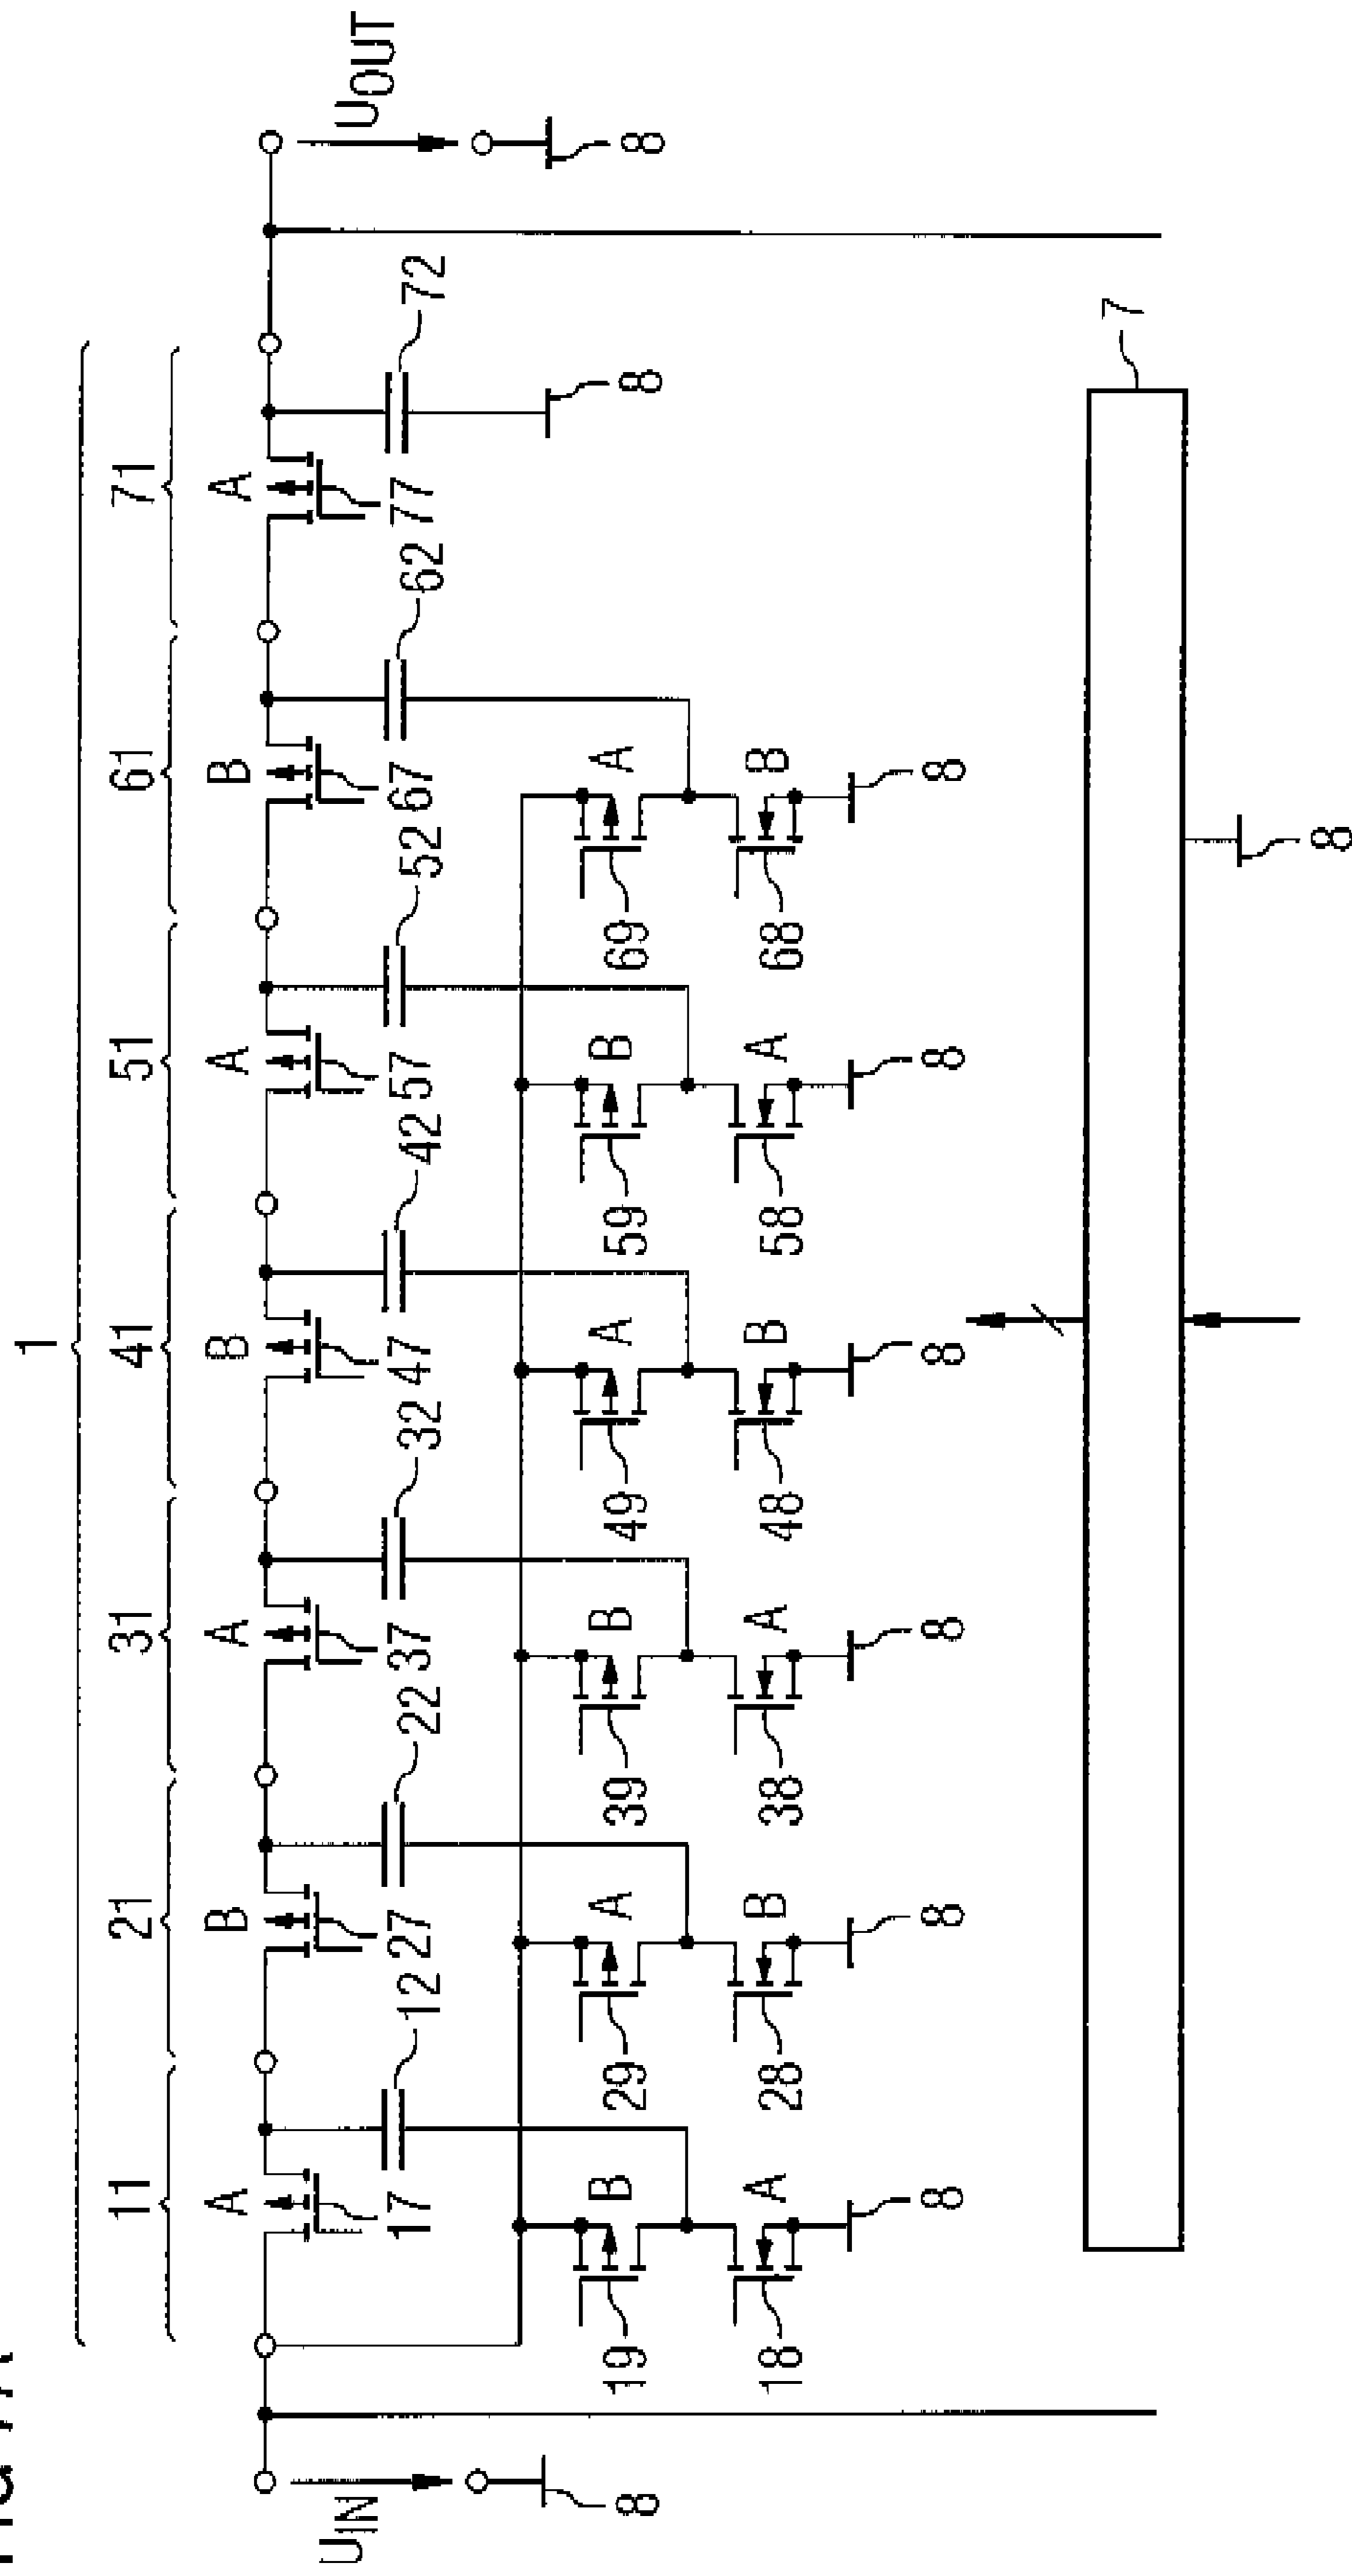 1
11 21 31 41 51 61 71
A B A B A B A
17 27 37 47 57 67 77
12 22 32 42 52 62 72
U_IN U_OUT
8 8 8
B A B A B A
19 29 39 49 59 69
A B A B A B
18 28 38 48 58 68
8 8 8 8 8 8
7
8